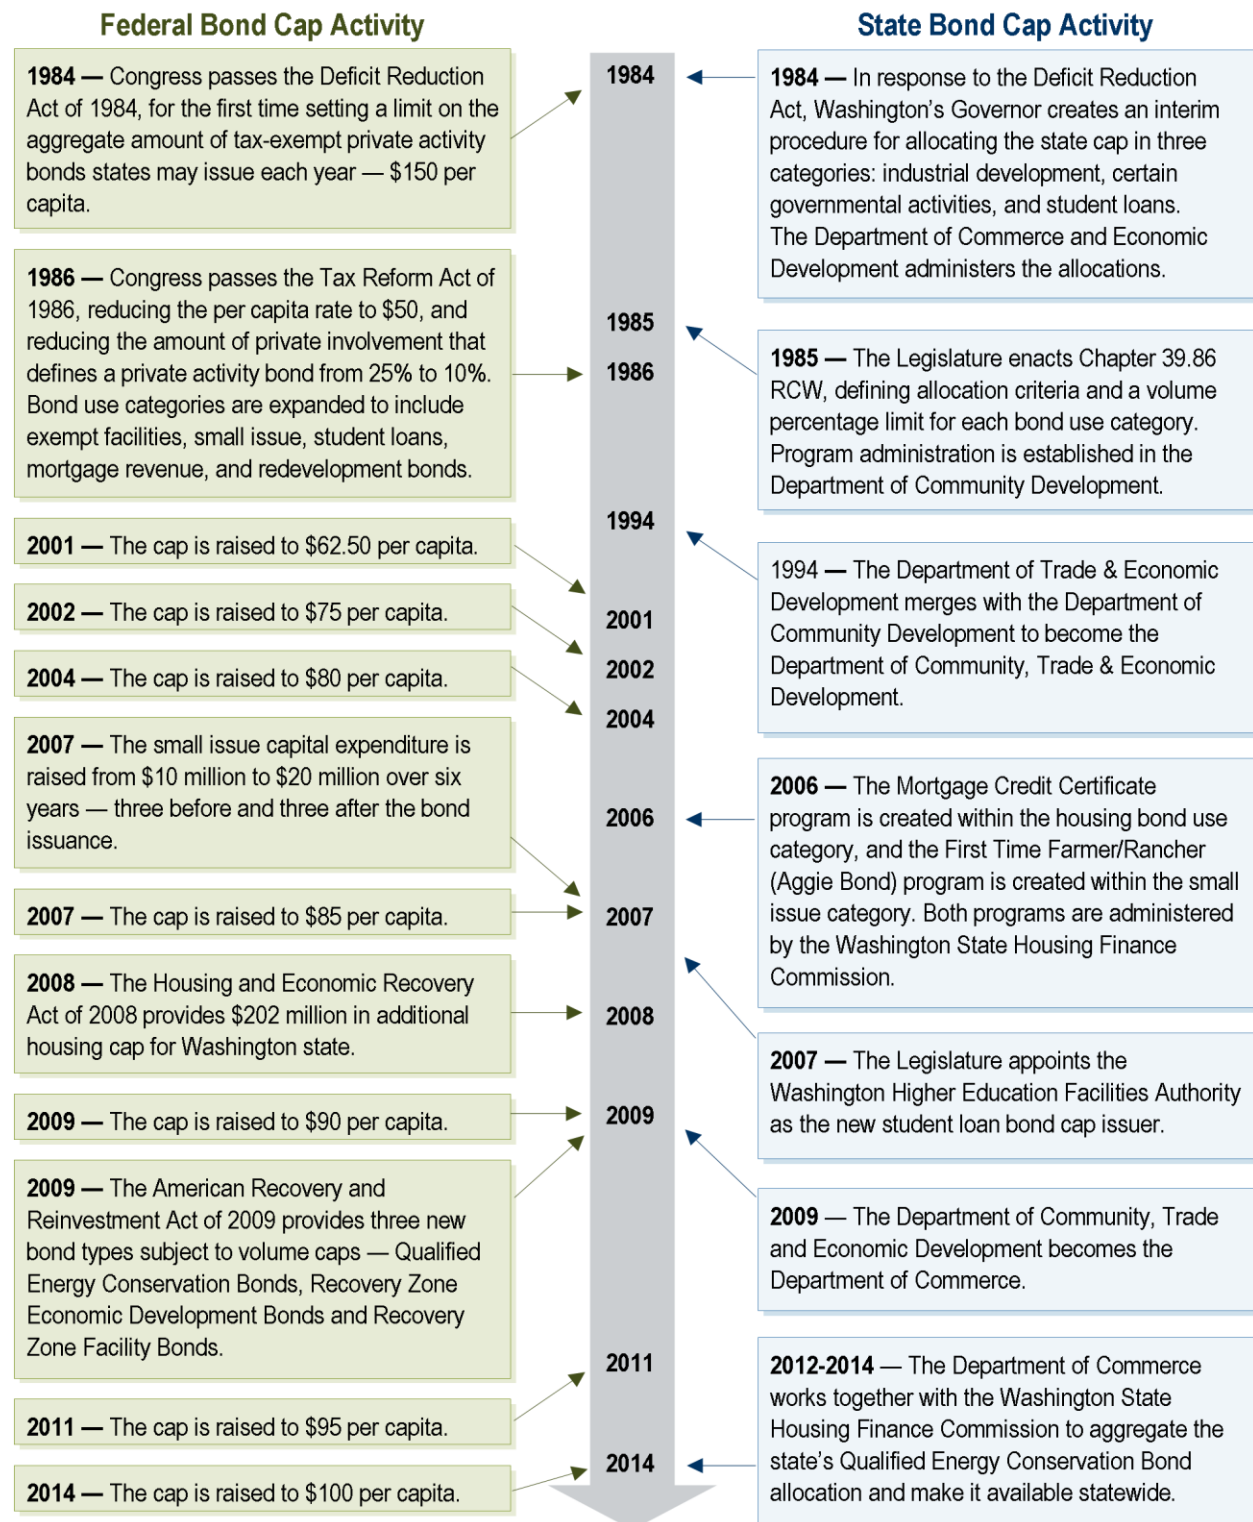 Federal Bond Cap Activity
1984 — Congress passes the Deficit Reduction
Act of 1984, for the first time setting a limit on the
aggregate amount of tax-exempt private activity
bonds states may issue each year — $150 per
capita.
1986 — Congress passes the Tax Reform Act of
1986, reducing the per capita rate to $50, and
reducing the amount of private involvement that
defines a private activity bond from 25% to 10%.
Bond use categories are expanded to include
exempt facilities, small issue, student loans,
mortgage revenue, and redevelopment bonds.
2001 — The cap is raised to $62.50 per capita.
2002 — The cap is raised to $75 per capita.
2004 — The cap is raised to $80 per capita.
2007 — The small issue capital expenditure is
raised from $10 million to $20 million over six
years — three before and three after the bond
issuance.
2007 — The cap is raised to $85 per capita.
2008 — The Housing and Economic Recovery
Act of 2008 provides $202 million in additional
housing cap for Washington state.
2009 — The cap is raised to $90 per capita.
2009 — The American Recovery and
Reinvestment Act of 2009 provides three new
bond types subject to volume caps — Qualified
Energy Conservation Bonds, Recovery Zone
Economic Development Bonds and Recovery
Zone Facility Bonds.
2011 — The cap is raised to $95 per capita.
2014 — The cap is raised to $100 per capita.
1984
1985
1986
1994
2001
2002
2004
2006
2007
2008
2009
2011
2014
State Bond Cap Activity
1984 — In response to the Deficit Reduction
Act, Washington's Governor creates an interim
procedure for allocating the state cap in three
categories: industrial development, certain
governmental activities, and student loans.
The Department of Commerce and Economic
Development administers the allocations.
1985 — The Legislature enacts Chapter 39.86
RCW, defining allocation criteria and a volume
percentage limit for each bond use category.
Program administration is established in the
Department of Community Development.
1994 — The Department of Trade & Economic
Development merges with the Department of
Community Development to become the
Department of Community, Trade & Economic
Development.
2006 — The Mortgage Credit Certificate
program is created within the housing bond use
category, and the First Time Farmer/Rancher
(Aggie Bond) program is created within the small
issue category. Both programs are administered
by the Washington State Housing Finance
Commission.
2007 — The Legislature appoints the
Washington Higher Education Facilities Authority
as the new student loan bond cap issuer.
2009 — The Department of Community, Trade
and Economic Development becomes the
Department of Commerce.
2012-2014 — The Department of Commerce
works together with the Washington State
Housing Finance Commission to aggregate the
state's Qualified Energy Conservation Bond
allocation and make it available statewide.